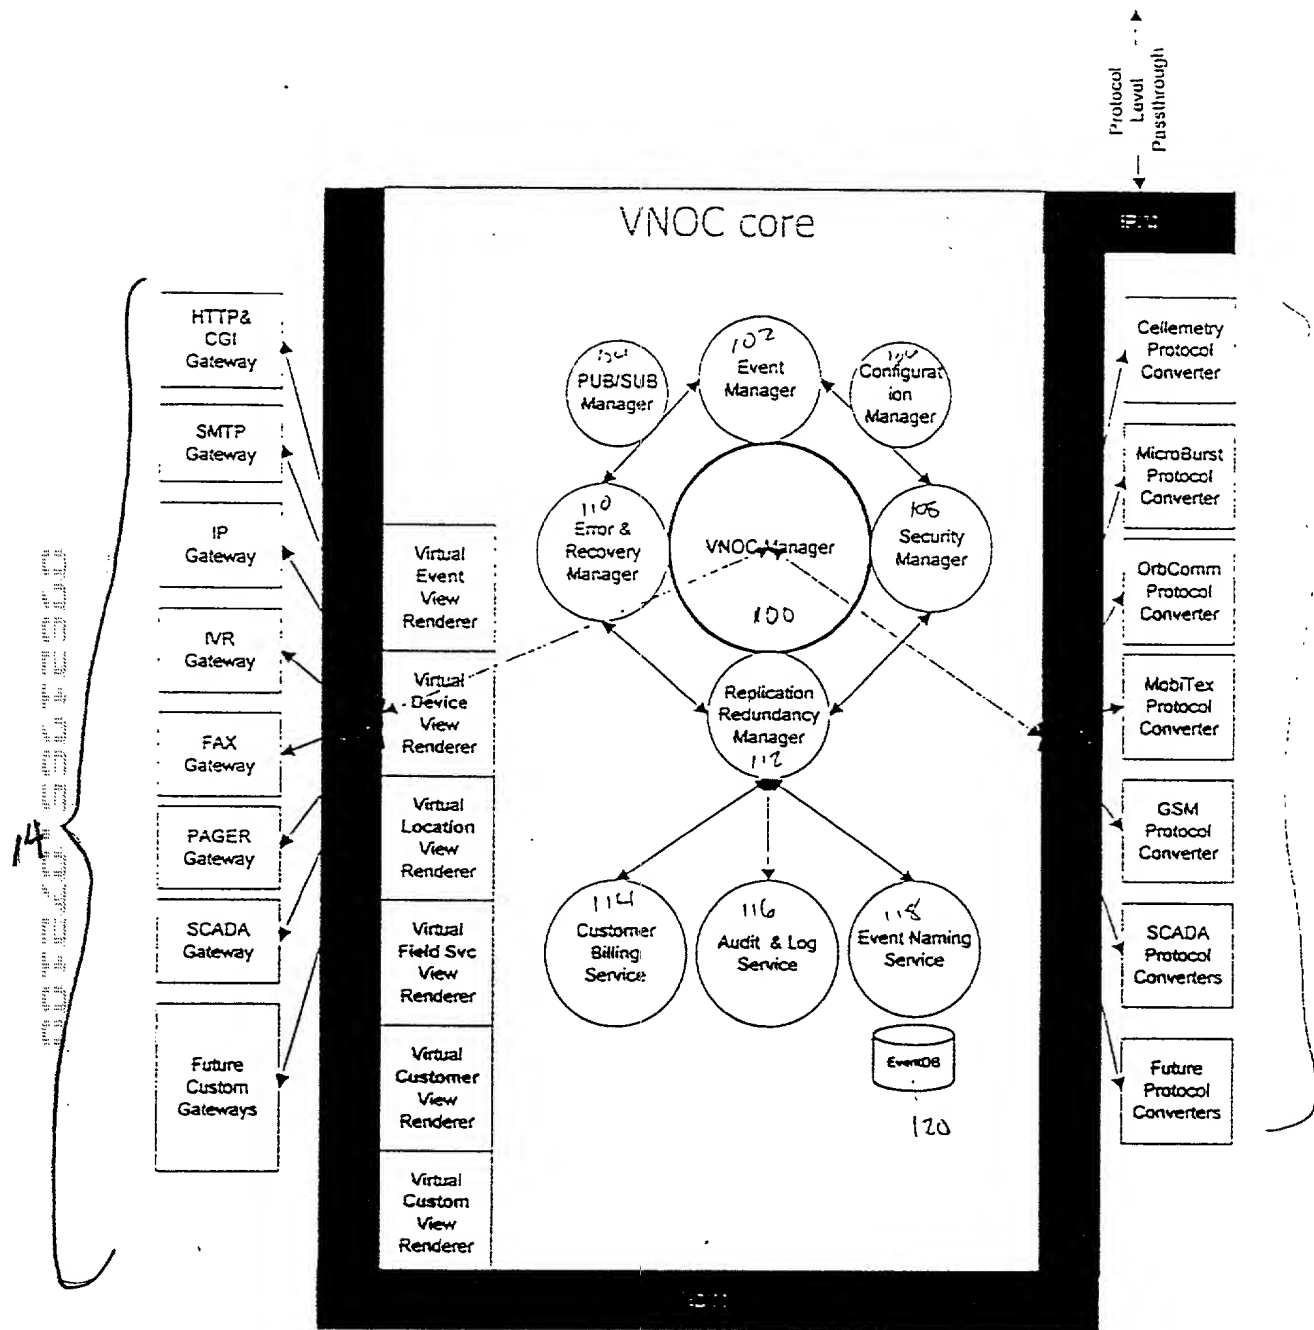 Protocol
Level
Passthrough
VNOC core
HTTP&
CGI
Gateway
SMTP
Gateway
IP
Gateway
IVR
Gateway
FAX
Gateway
PAGER
Gateway
SCADA
Gateway
Future
Custom
Gateways
14
Virtual
Event
View
Renderer
Virtual
Device
View
Renderer
Virtual
Location
View
Renderer
Virtual
Field Svc
View
Renderer
Virtual
Customer
View
Renderer
Virtual
Custom
View
Renderer
PUB/SUB
Manager
102
Event
Manager
Configurat
ion
Manager
110
Error &
Recovery
Manager
VNOC Manager
100
108
Security
Manager
Replication
Redundancy
Manager
112
114
Customer
Billing
Service
116
Audit & Log
Service
118
Event Naming
Service
EventDB
120
Cellemetry
Protocol
Converter
MicroBurst
Protocol
Converter
OrbComm
Protocol
Converter
MobiTex
Protocol
Converter
GSM
Protocol
Converter
SCADA
Protocol
Converters
Future
Protocol
Converters